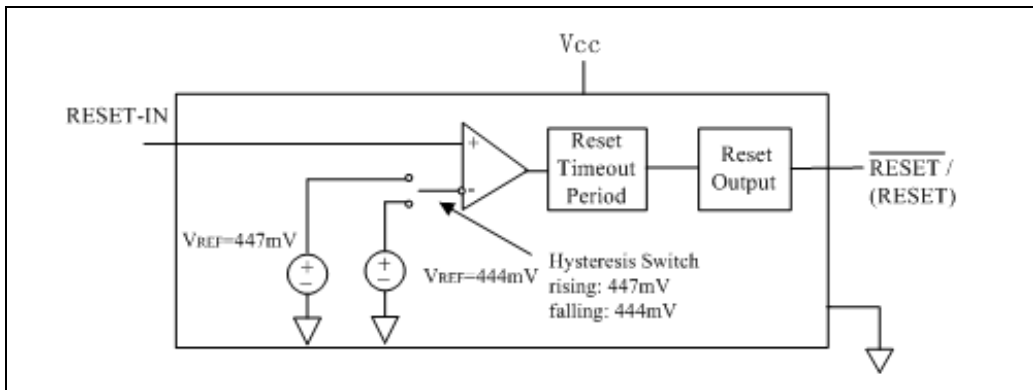 Vcc
RESET-IN
+
-
Reset
Timeout
Period
Reset
Output
RESET /
(RESET)
VREF=447mV
+
−
+
−
VREF=444mV
Hysteresis Switch
rising: 447mV
falling: 444mV